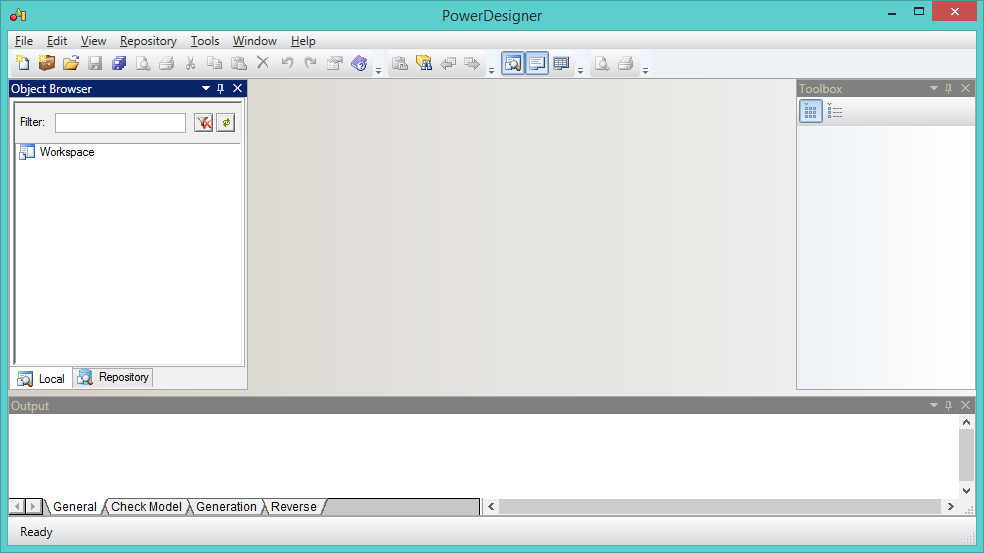 PowerDesigner
File Edit View Repository Tools Window Help
Object Browser
Toolbox
Filter:
Workspace
Local Repository
Output
General Check Model Generation Reverse
Ready